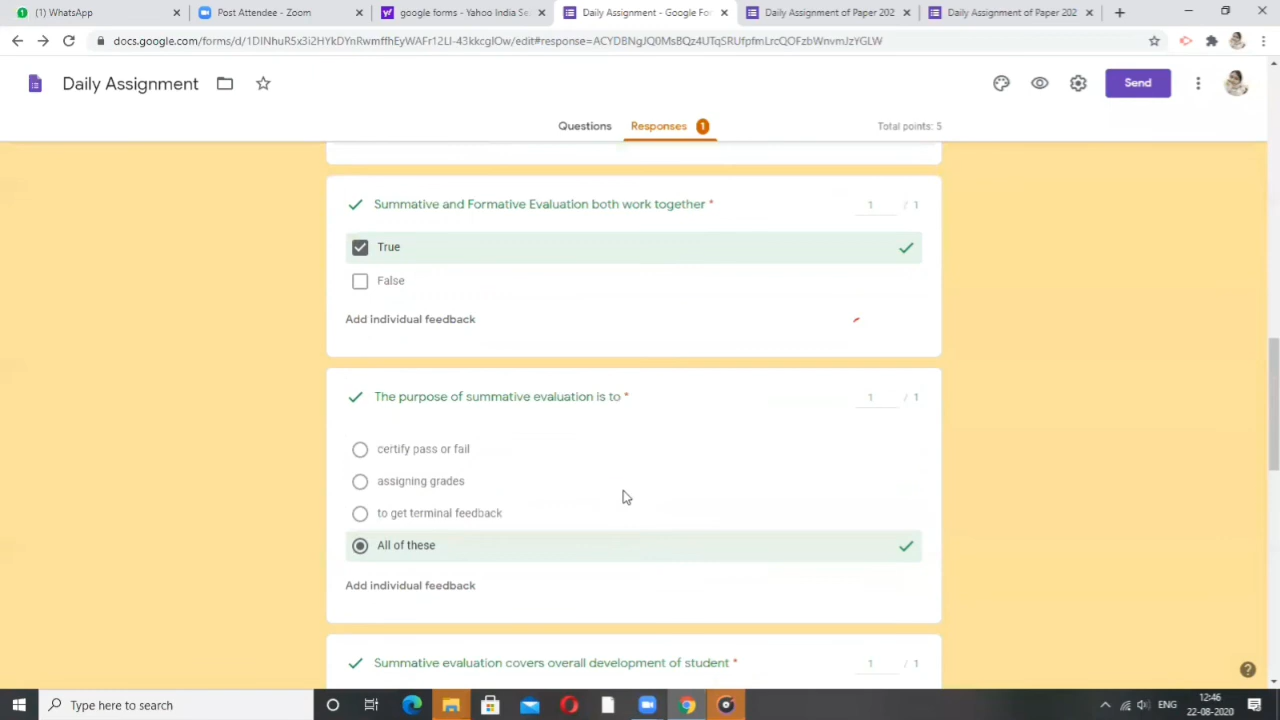 WhatsApp
Post Attendee - Zoom
google forms - Yahoo India Se
Daily Assignment - Google Fo
Daily Assignment of Paper 202
Daily Assignment of Paper 202
Daily Assignment
Send
Questions
Responses 1
Total points: 5
Summative and Formative Evaluation both work together *
1 / 1
True
False
Add individual feedback
The purpose of summative evaluation is to *
1 / 1
certify pass or fail
assigning grades
to get terminal feedback
All of these
Add individual feedback
Summative evaluation covers overall development of student *
1 / 1
Type here to search
ENG
12:46
22-08-2020